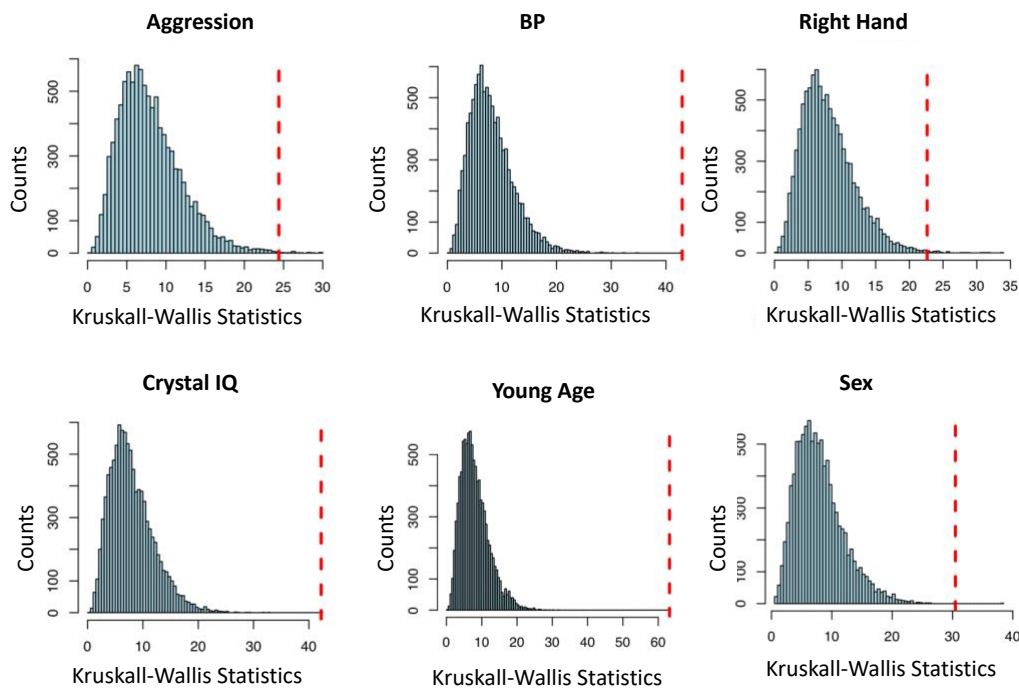 Aggression
BP
Right Hand
Counts
500
300
100
0
0 5 10 15 20 25 30
Kruskall-Wallis Statistics
Counts
500
300
100
0
0 10 20 30 40
Kruskall-Wallis Statistics
Counts
500
300
100
0
0 5 10 15 20 25 30 35
Kruskall-Wallis Statistics
Crystal IQ
Young Age
Sex
Counts
500
300
100
0
0 10 20 30 40
Kruskall-Wallis Statistics
Counts
500
300
100
0
0 10 20 30 40 50 60
Kruskall-Wallis Statistics
Counts
500
300
100
0
0 10 20 30 40
Kruskall-Wallis Statistics